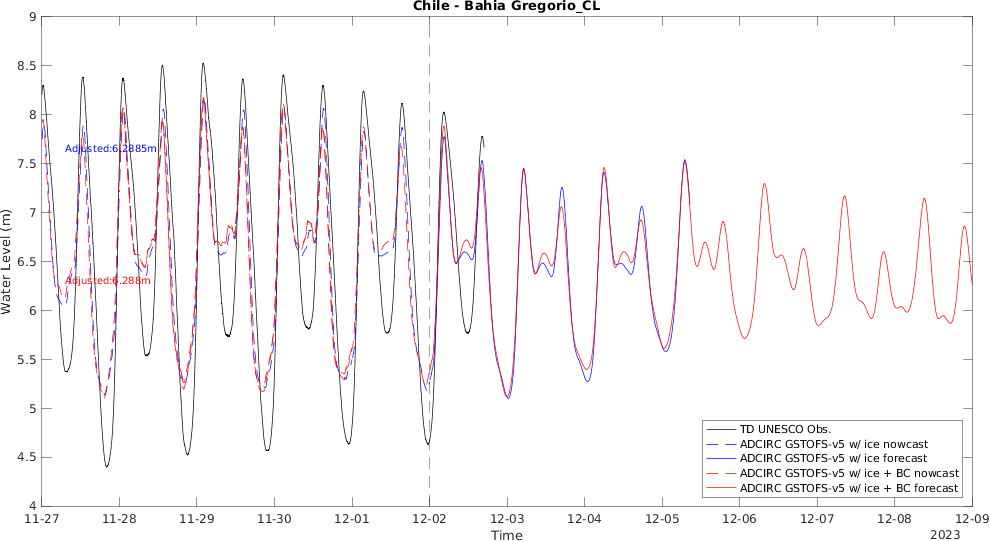 Chile - Bahia Gregorio_CL
9
8.5
8
7.5
7
6.5
6
5.5
5
4.5
4
Water Level (m)
Adjusted:6.2885m
Adjusted:6.288m
TD UNESCO Obs.
ADCIRC GSTOFS-v5 w/ ice nowcast
ADCIRC GSTOFS-v5 w/ ice forecast
ADCIRC GSTOFS-v5 w/ ice + BC nowcast
ADCIRC GSTOFS-v5 w/ ice + BC forecast
11-27 11-28 11-29 11-30 12-01 12-02 12-03 12-04 12-05 12-06 12-07 12-08 12-09
Time
2023